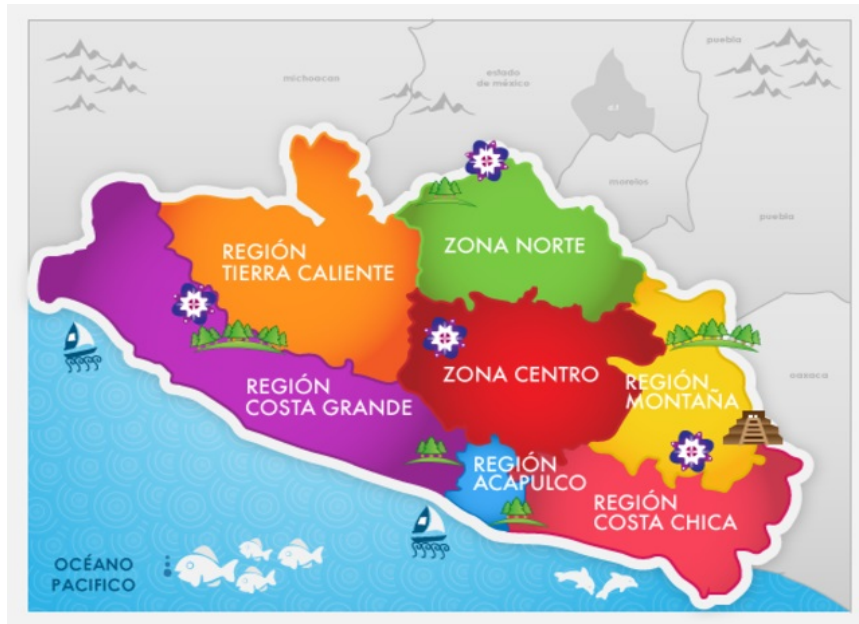 puebla
michoacan
estado
de méxico
morelos
puebla
REGIÓN
TIERRA CALIENTE
ZONA NORTE
oaxaca
ZONA CENTRO
REGIÓN
COSTA GRANDE
REGIÓN
MONTAÑA
REGIÓN
ACAPULCO
REGIÓN
COSTA CHICA
OCÉANO
PACIFICO